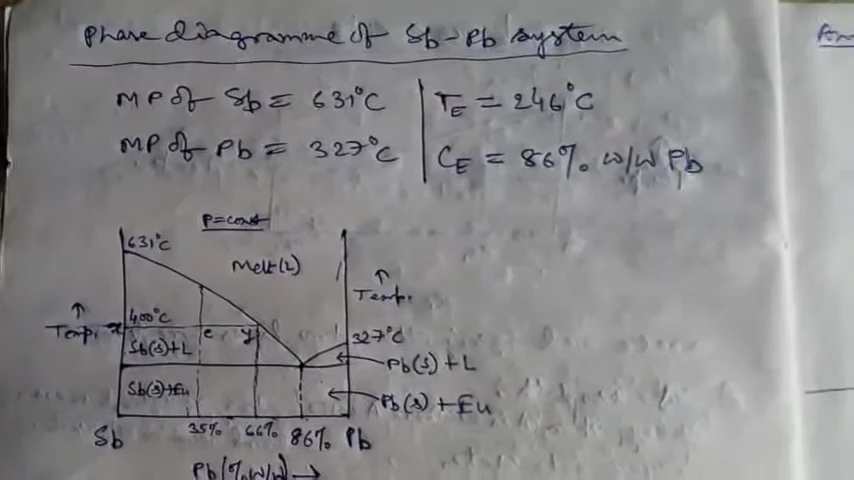 Phase diagramme of Sb-Pb system
An
MP of Sb = 631°C
TE = 246°C
MP of Pb = 327°C
CE = 86% W/W Pb
P=const
631°C
Melt(L)
↑
Temp.
↑
Temp.
400°C
x
e
y
327°C
Sb(s)+L
Pb(s)+L
Sb(s)+Eu
Pb(s)+Eu
Sb
35%
66%
86%
Pb
Pb(%W/W)→